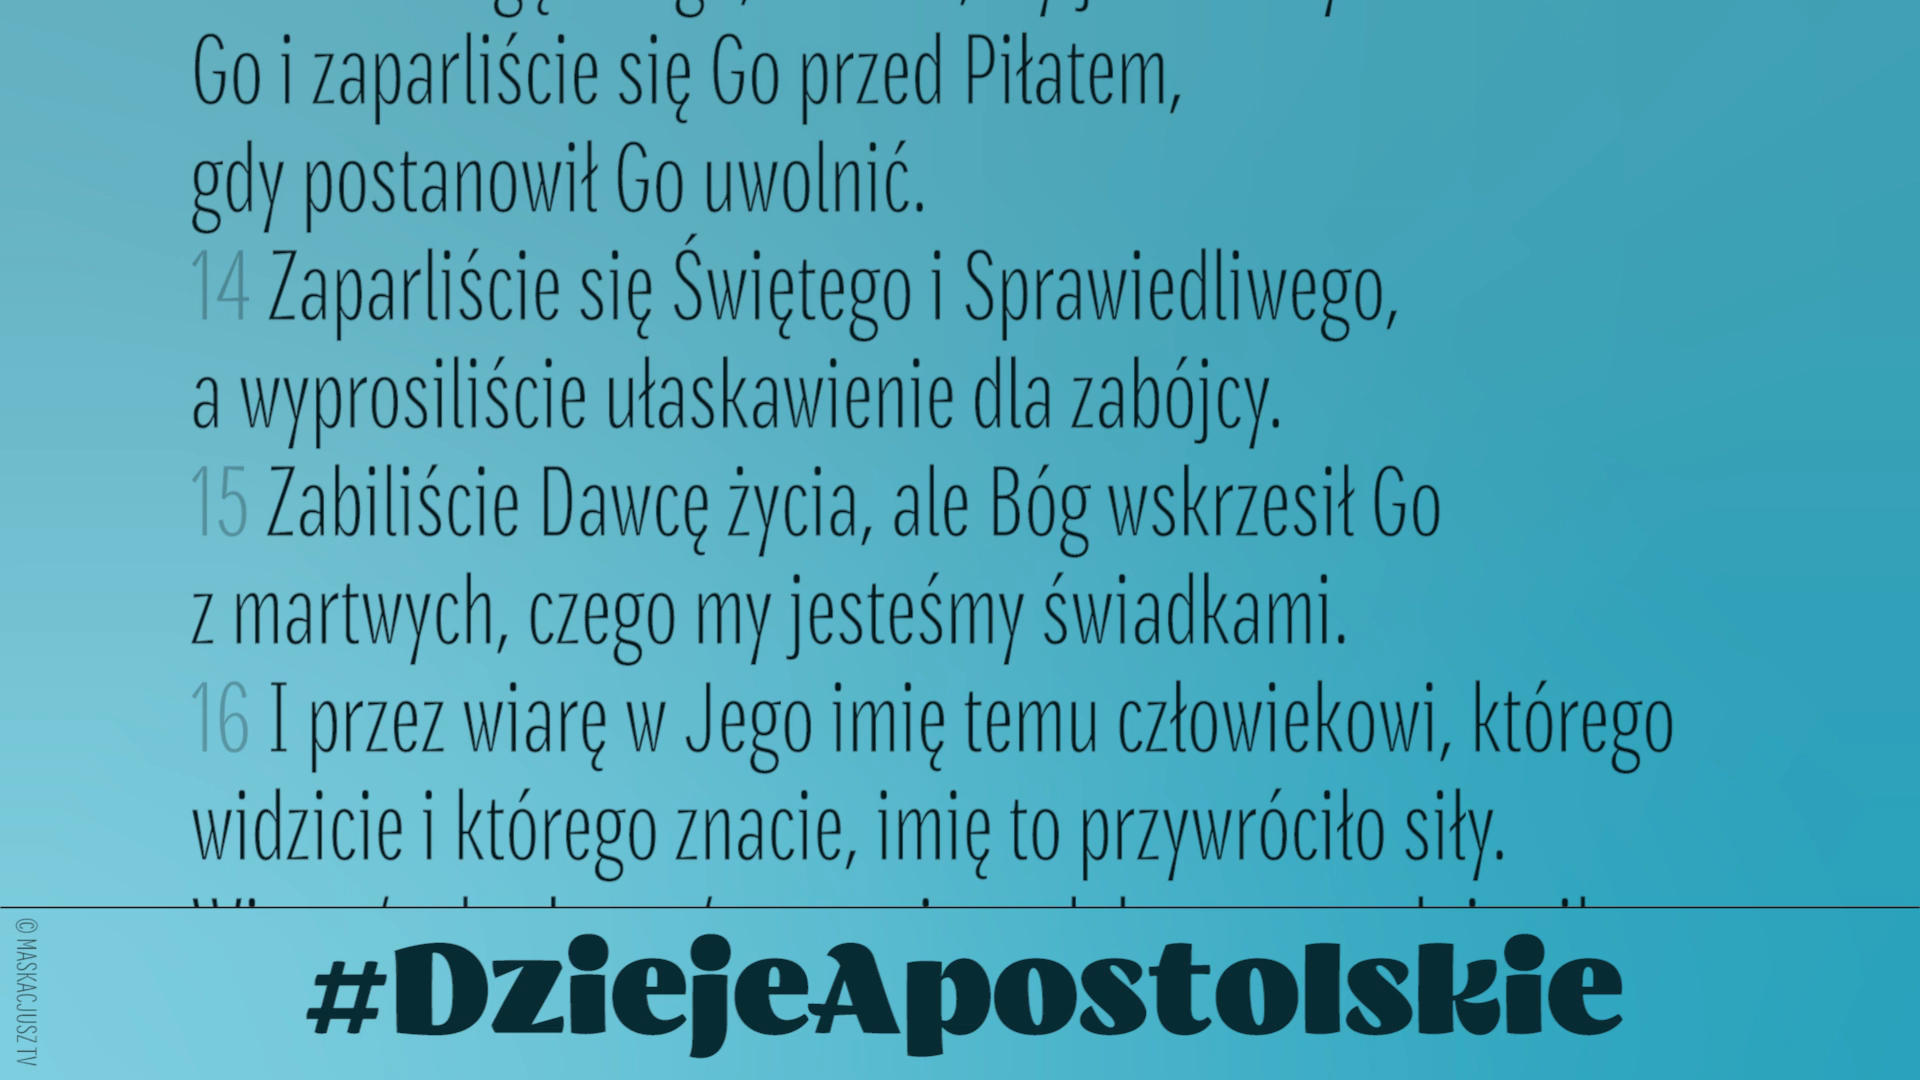 Go i zaparliście się Go przed Piłatem,
gdy postanowił Go uwolnić.
14 Zaparliście się Świętego i Sprawiedliwego,
a wyprosiliście ułaskawienie dla zabójcy.
15 Zabiliście Dawcę życia, ale Bóg wskrzesił Go
z martwych, czego my jesteśmy świadkami.
16 I przez wiarę w Jego imię temu człowiekowi, którego
widzicie i którego znacie, imię to przywróciło siły.
#DziejeApostolskie
© MASKACJUSZ TV